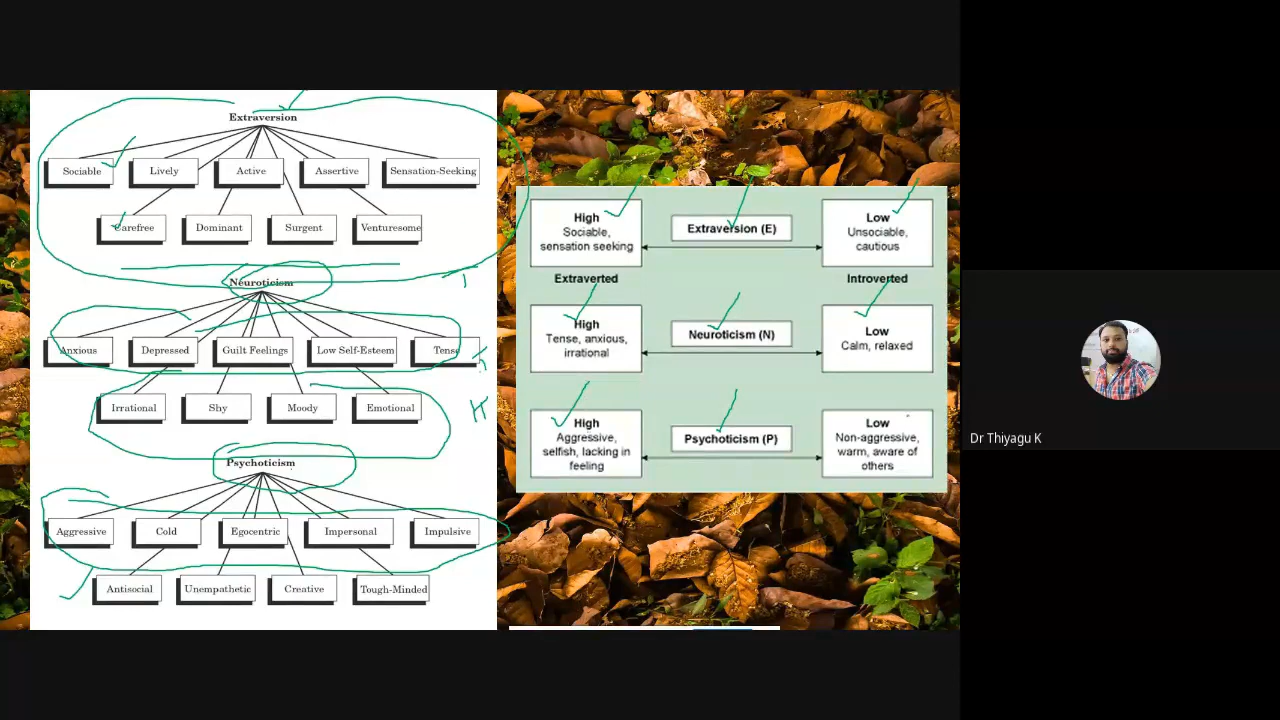 Extraversion
Sociable Lively Active Assertive Sensation-Seeking
Carefree Dominant Surgent Venturesome
Neuroticism
Anxious Depressed Guilt Feelings Low Self-Esteem Tense
Irrational Shy Moody Emotional
Psychoticism
Aggressive Cold Egocentric Impersonal Impulsive
Antisocial Unempathetic Creative Tough-Minded
High
Sociable,
sensation seeking
Extraversion (E)
Low
Unsociable,
cautious
Extraverted
Introverted
High
Tense, anxious,
irrational
Neuroticism (N)
Low
Calm, relaxed
High
Aggressive,
selfish, lacking in
feeling
Psychoticism (P)
Low
Non-aggressive,
warm, aware of
others
Dr Thiyagu K